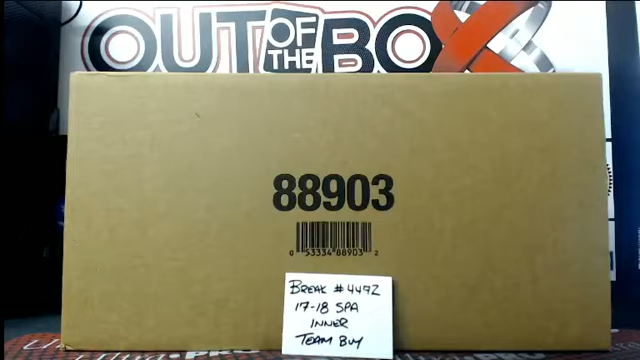 OUT OF THE BOX
88903
0 53334 88903 2
BREAK #4472
17-18 SPA
INNER
TEAM BUY